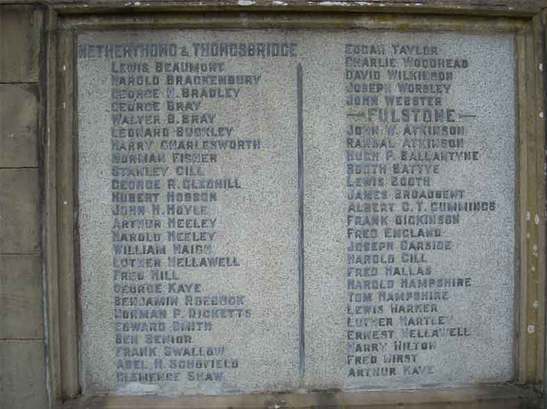 NETHERTHONG & THONGSBRIDGE
LEWIS BEAUMONT
HAROLD BRACKENBURY
GEORGE H. BRADLEY
GEORGE BRAY
WALTER B. BRAY
LEONARD BUCKLEY
HARRY CHARLESWORTH
NORMAN FISHER
STANLEY GILL
GEORGE R. GLEDHILL
HUBERT HOBSON
JOHN H. HOYLE
ARTHUR HEELEY
HAROLD HEELEY
WILLIAM HAIGH
LUTHER HELLAWELL
FRED HILL
GEORGE KAYE
BENJAMIN ROEBUCK
NORMAN P. RICKETTS
EDWARD SMITH
BEN SENIOR
FRANK SWALLOW
ABEL H. SCHOFIELD
CLEMENCE SHAW
EDGAR TAYLOR
CHARLIE WOODHEAD
DAVID WILKINSON
JOSEPH WORSLEY
JOHN WEBSTER
FULSTONE
JOHN W. ATKINSON
RANDAL ATKINSON
HUGH P. BALLANTYNE
BOOTH BATTYE
LEWIS BOOTH
JAMES BROADBENT
ALBERT C. T. CUMMINGS
FRANK DICKINSON
FRED ENGLAND
JOSEPH GARSIDE
HAROLD GILL
FRED HALLAS
HAROLD HAMPSHIRE
TOM HAMPSHIRE
LEWIS HARKER
LUTHER HARTLEY
ERNEST HELLAWELL
HARRY HILTON
FRED HIRST
ARTHUR KAYE